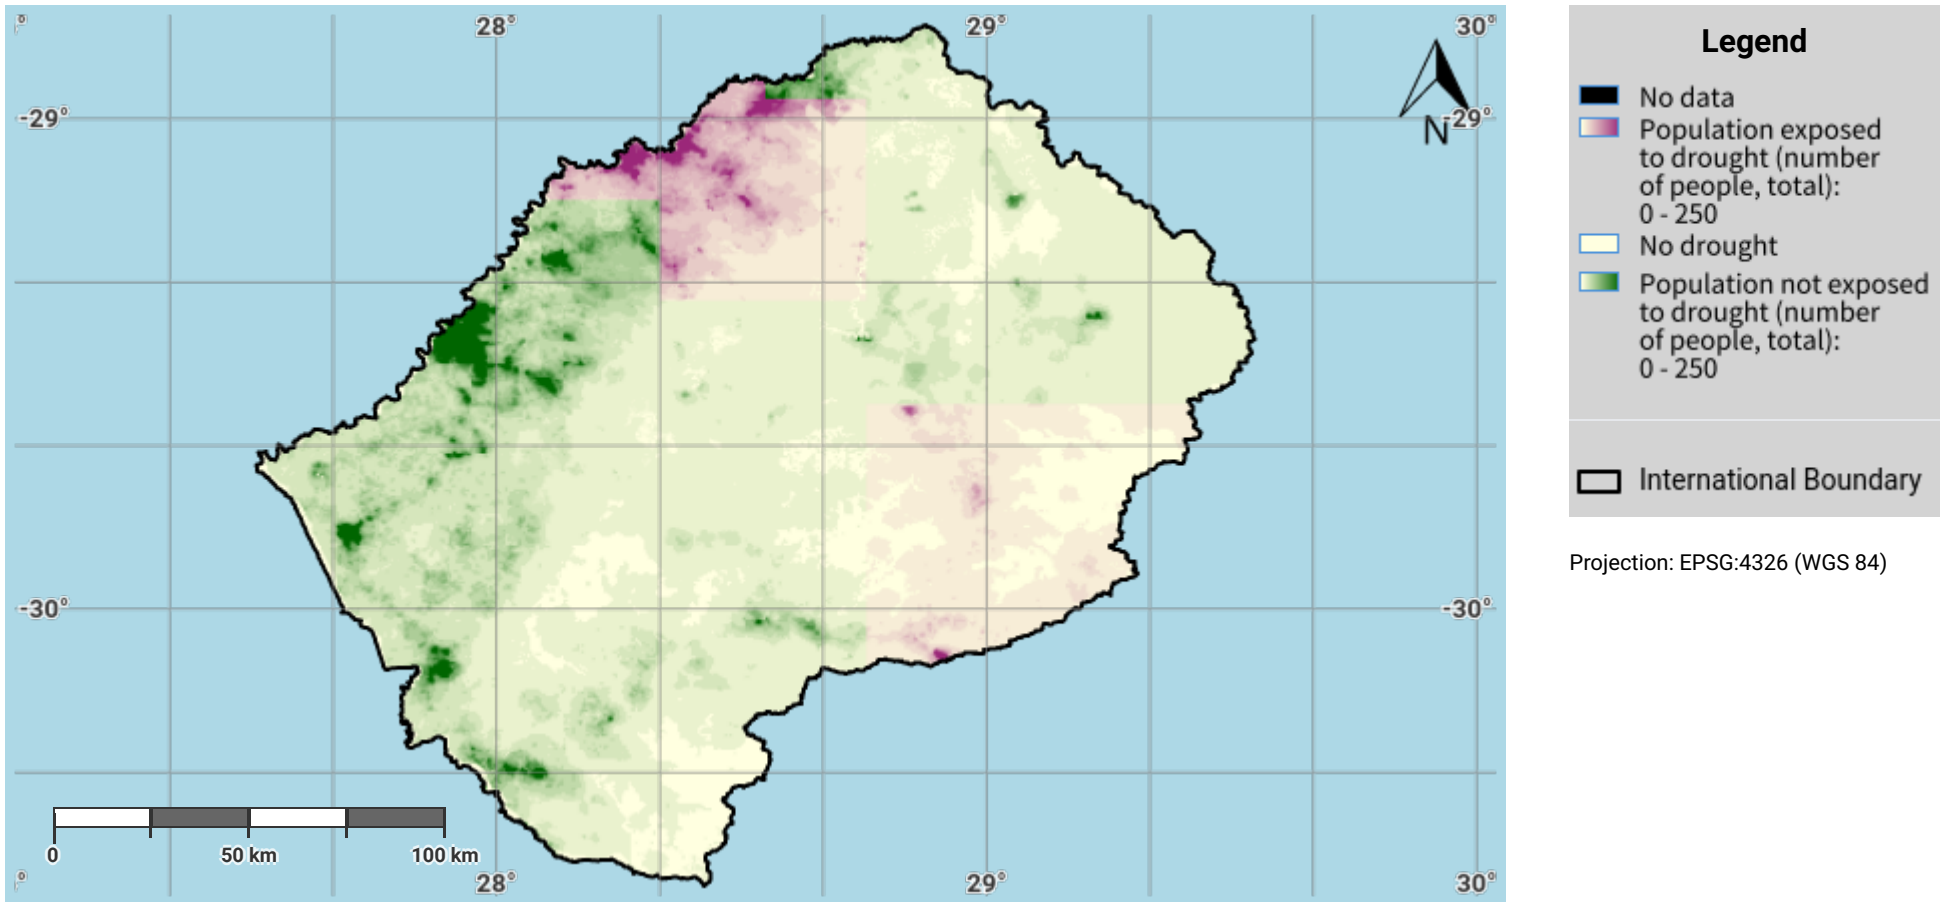 28°
29°
30°
-29°
-29°
N
-30°
-30°
0
50 km
100 km
28°
29°
30°
Legend
No data
Population exposed
to drought (number
of people, total):
0 - 250
No drought
Population not exposed
to drought (number
of people, total):
0 - 250
International Boundary
Projection: EPSG:4326 (WGS 84)